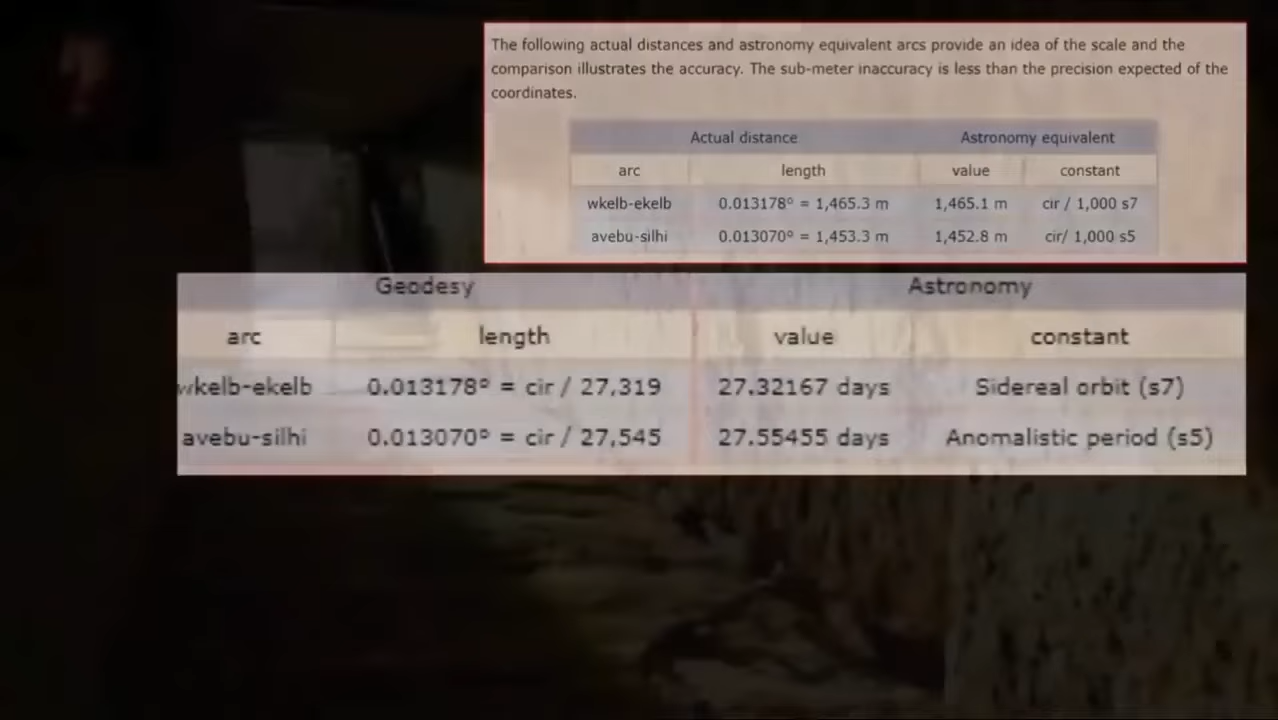 The following actual distances and astronomy equivalent arcs provide an idea of the scale and the
comparison illustrates the accuracy. The sub-meter inaccuracy is less than the precision expected of the
coordinates.
Actual distance Astronomy equivalent
arc length value constant
wkelb-ekelb 0.013178º = 1,465.3 m 1,465.1 m cir / 1,000 s7
avebu-silhi 0.013070º = 1,453.3 m 1,452.8 m cir/ 1,000 s5
Geodesy Astronomy
arc length value constant
wkelb-ekelb 0.013178º = cir / 27,319 27.32167 days Sidereal orbit (s7)
avebu-silhi 0.013070º = cir / 27,545 27.55455 days Anomalistic period (s5)